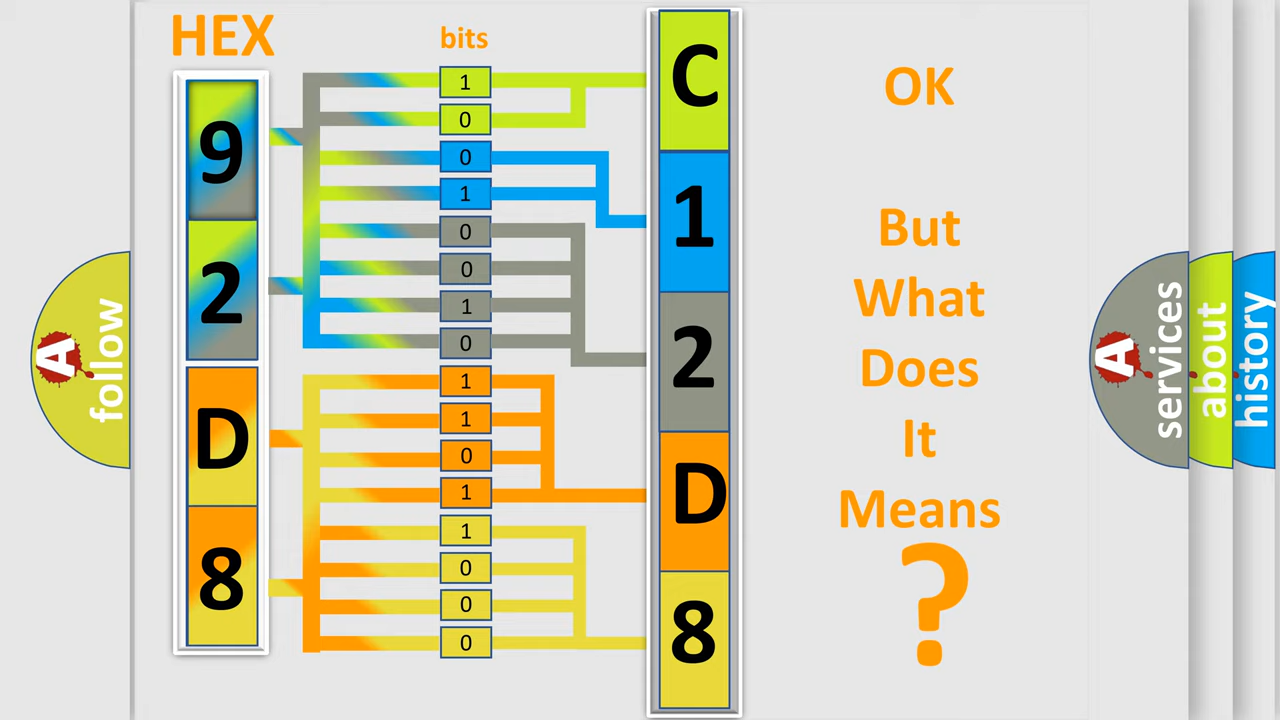 HEX
9
2
D
8
bits
1
0
0
1
0
0
1
0
1
1
0
1
1
0
0
0
C
1
2
D
8
OK
But
What
Does
It
Means
?
A
follow
A
services
about
history